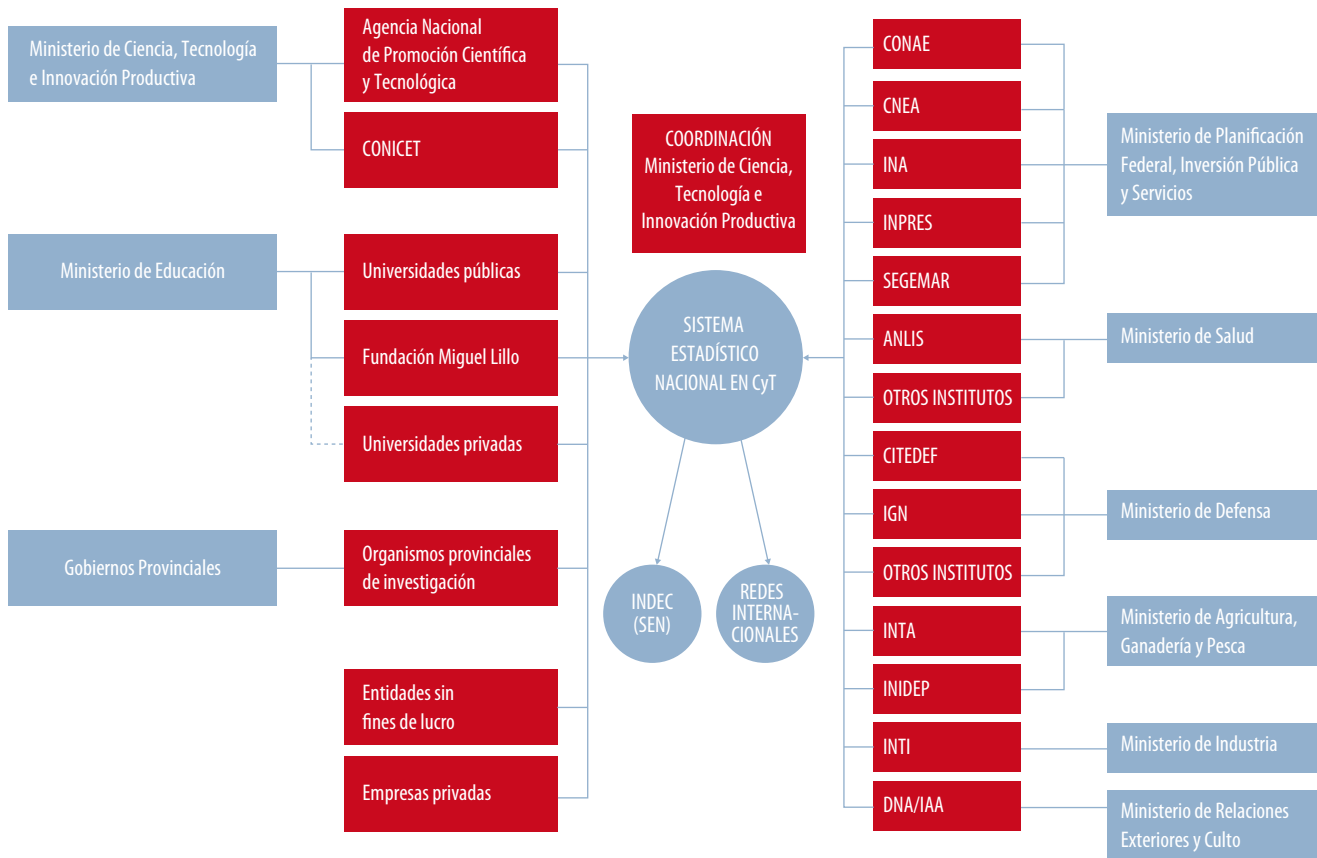 Ministerio de Ciencia, Tecnología
e Innovación Productiva
Agencia Nacional
de Promoción Científica
y Tecnológica
CONICET
Ministerio de Educación
Universidades públicas
Fundación Miguel Lillo
Universidades privadas
Gobiernos Provinciales
Organismos provinciales
de investigación
Entidades sin
fines de lucro
Empresas privadas
COORDINACIÓN
Ministerio de Ciencia,
Tecnología e
Innovación Productiva
SISTEMA
ESTADÍSTICO
NACIONAL EN CyT
INDEC
(SEN)
REDES
INTERNA-
CIONALES
CONAE
CNEA
INA
INPRES
SEGEMAR
Ministerio de Planificación
Federal, Inversión Pública
y Servicios
ANLIS
OTROS INSTITUTOS
Ministerio de Salud
CITEDEF
IGN
OTROS INSTITUTOS
Ministerio de Defensa
INTA
INIDEP
Ministerio de Agricultura,
Ganadería y Pesca
INTI
Ministerio de Industria
DNA/IAA
Ministerio de Relaciones
Exteriores y Culto